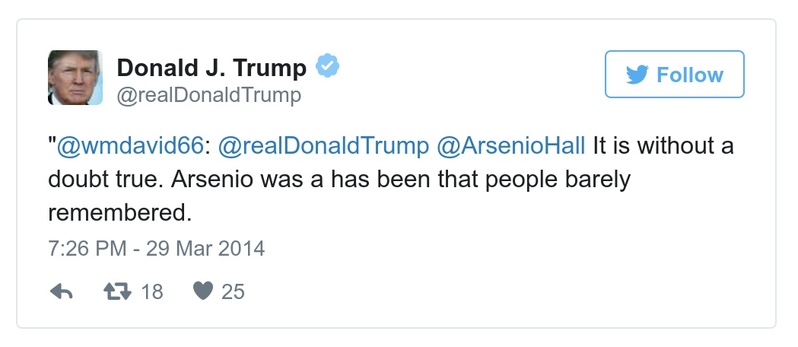 Donald J. Trump
@realDonaldTrump
Follow
"@wmdavid66: @realDonaldTrump @ArsenioHall It is without a
doubt true. Arsenio was a has been that people barely
remembered.
7:26 PM - 29 Mar 2014
18 25